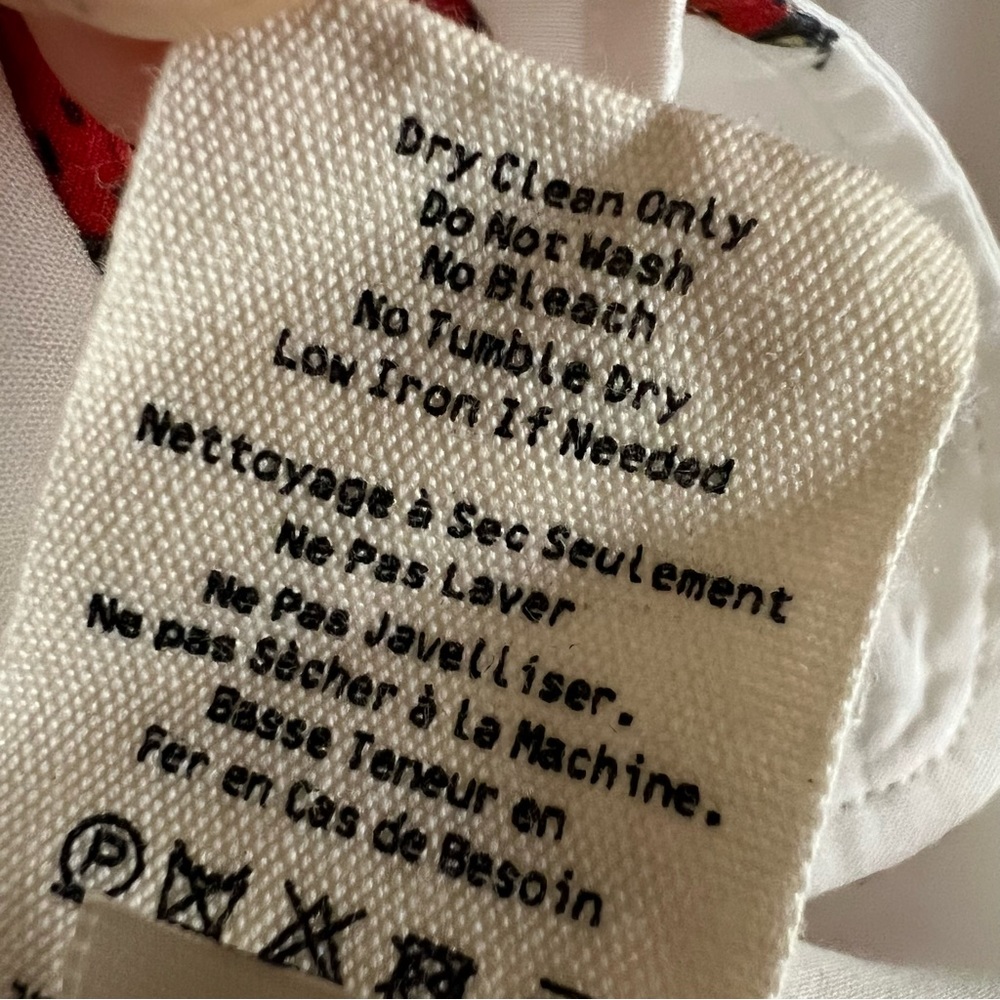 Dry Clean Only
Do Not Wash
No Bleach
No Tumble Dry
Low Iron If Needed
Nettoyage à Sec Seulement
Ne Pas Laver
Ne Pas Javelliser.
Ne pas Sècher à la Machine.
Basse Teneur en
Fer en Cas de Besoin
P